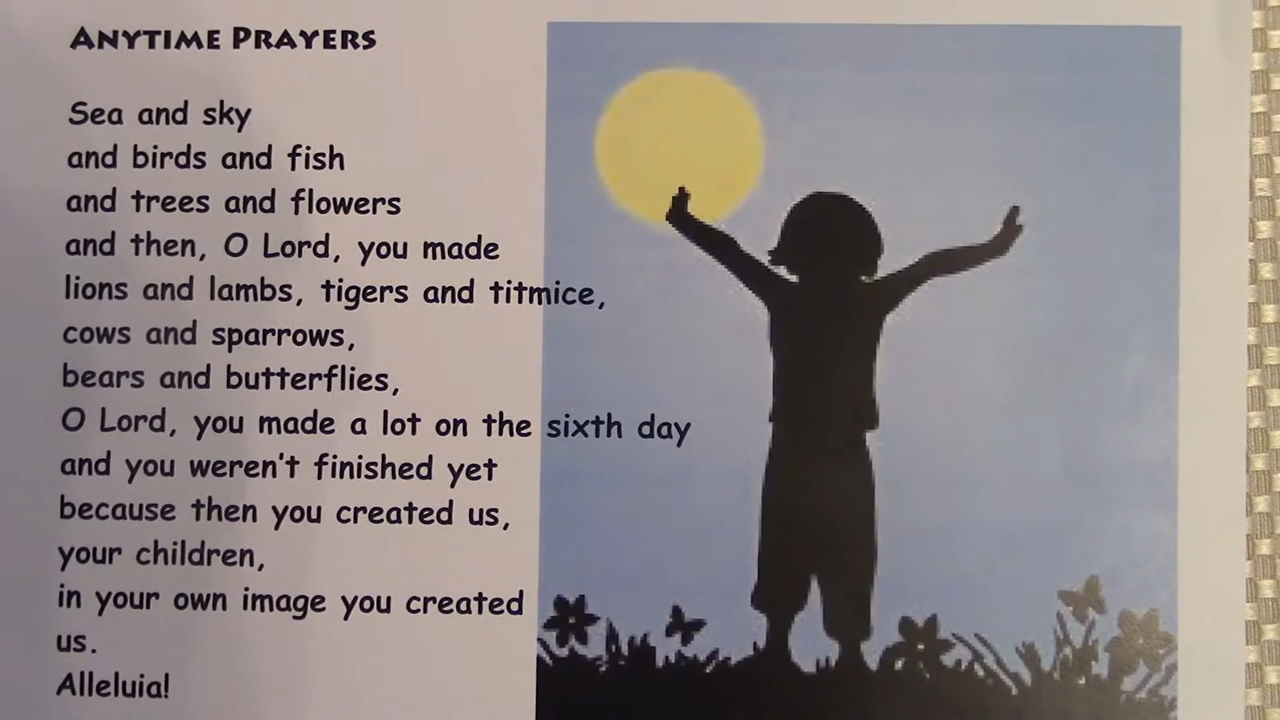 ANYTIME PRAYERS
Sea and sky
and birds and fish
and trees and flowers
and then, O Lord, you made
lions and lambs, tigers and titmice,
cows and sparrows,
bears and butterflies,
O Lord, you made a lot on the sixth day
and you weren't finished yet
because then you created us,
your children,
in your own image you created
us.
Alleluia!